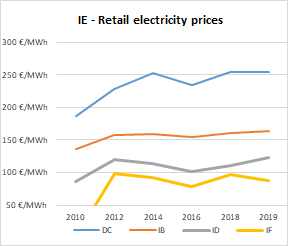 IE - Retail electricity prices
300 €/MWh
250 €/MWh
200 €/MWh
150 €/MWh
100 €/MWh
50 €/MWh
2010 2012 2014 2016 2018 2019
DC IB ID IF